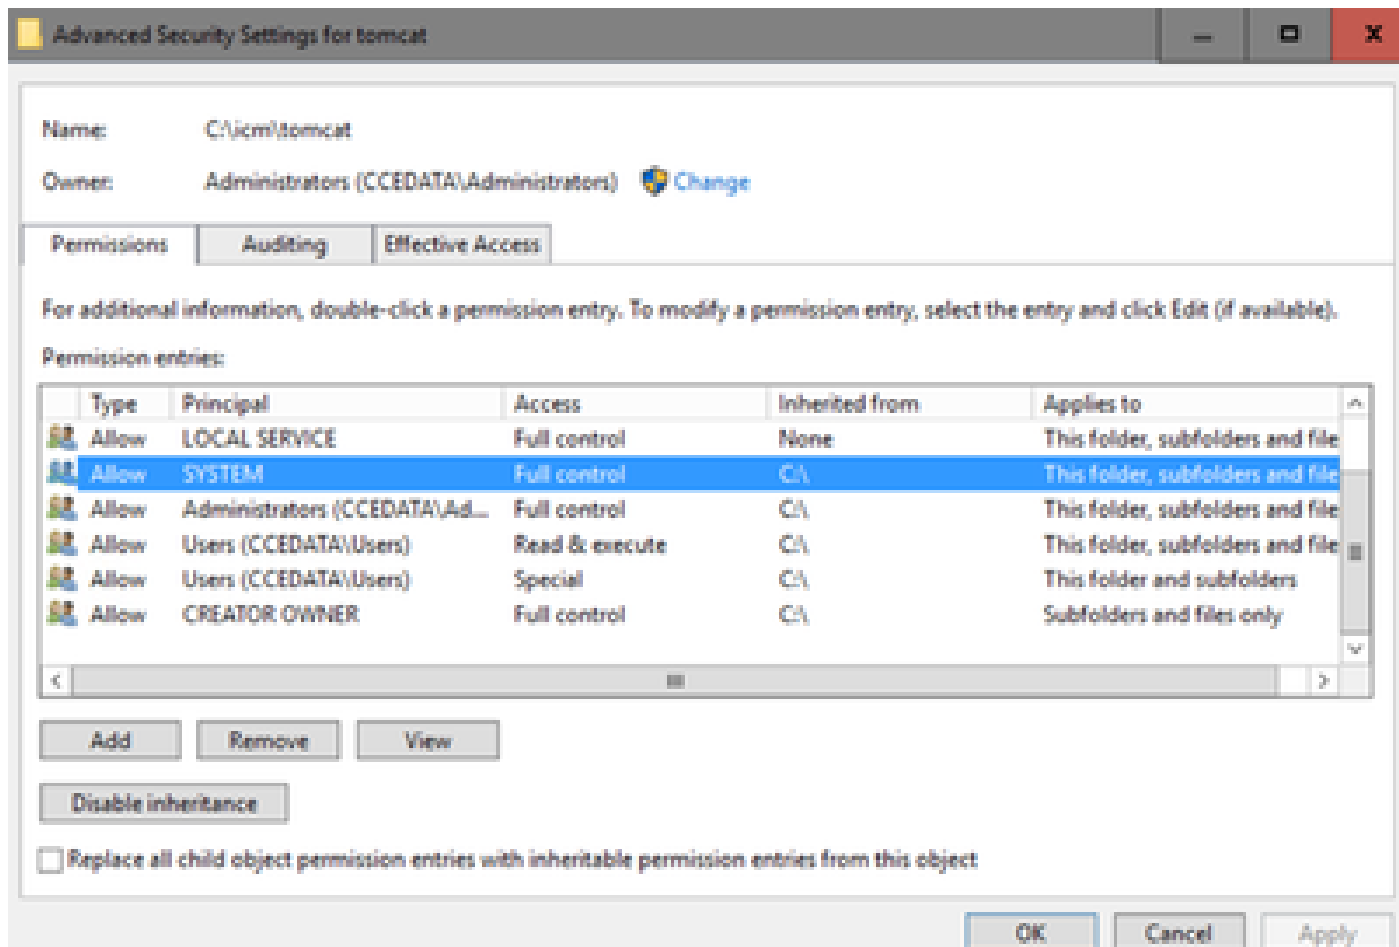 Advanced Security Settings for tomcat
Name: C:\icm\tomcat
Owner: Administrators (CCEDATA\Administrators) Change
Permissions Auditing Effective Access
For additional information, double-click a permission entry. To modify a permission entry, select the entry and click Edit (if available).
Permission entries:
Type Principal Access Inherited from Applies to
Allow LOCAL SERVICE Full control None This folder, subfolders and file
Allow SYSTEM Full control C:\ This folder, subfolders and file
Allow Administrators (CCEDATA\Ad... Full control C:\ This folder, subfolders and file
Allow Users (CCEDATA\Users) Read & execute C:\ This folder, subfolders and file
Allow Users (CCEDATA\Users) Special C:\ This folder and subfolders
Allow CREATOR OWNER Full control C:\ Subfolders and files only
Add Remove View
Disable inheritance
Replace all child object permission entries with inheritable permission entries from this object
OK Cancel Apply